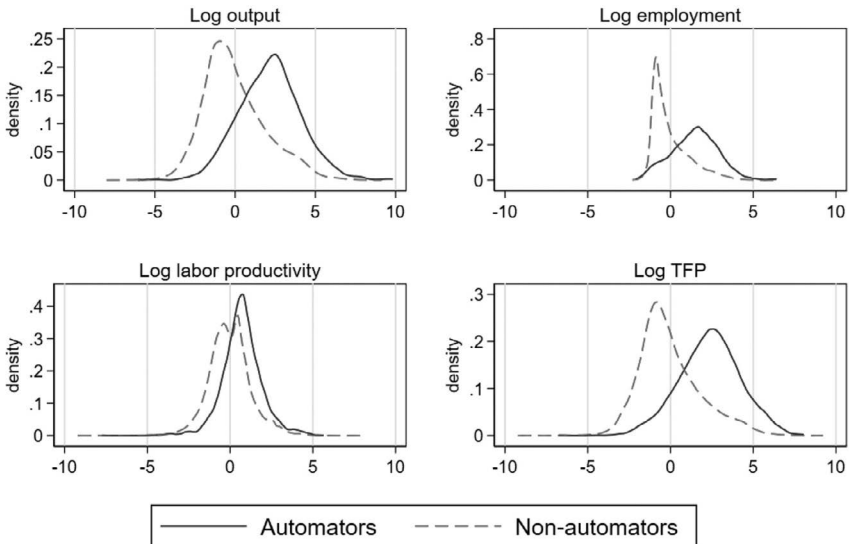 Log output
density
.25
.2
.15
.1
.05
0
-10 -5 0 5 10
Log employment
density
.8
.6
.4
.2
0
-10 -5 0 5 10
Log labor productivity
density
.4
.3
.2
.1
0
-10 -5 0 5 10
Log TFP
density
.3
.2
.1
0
-10 -5 0 5 10
Automators Non-automators